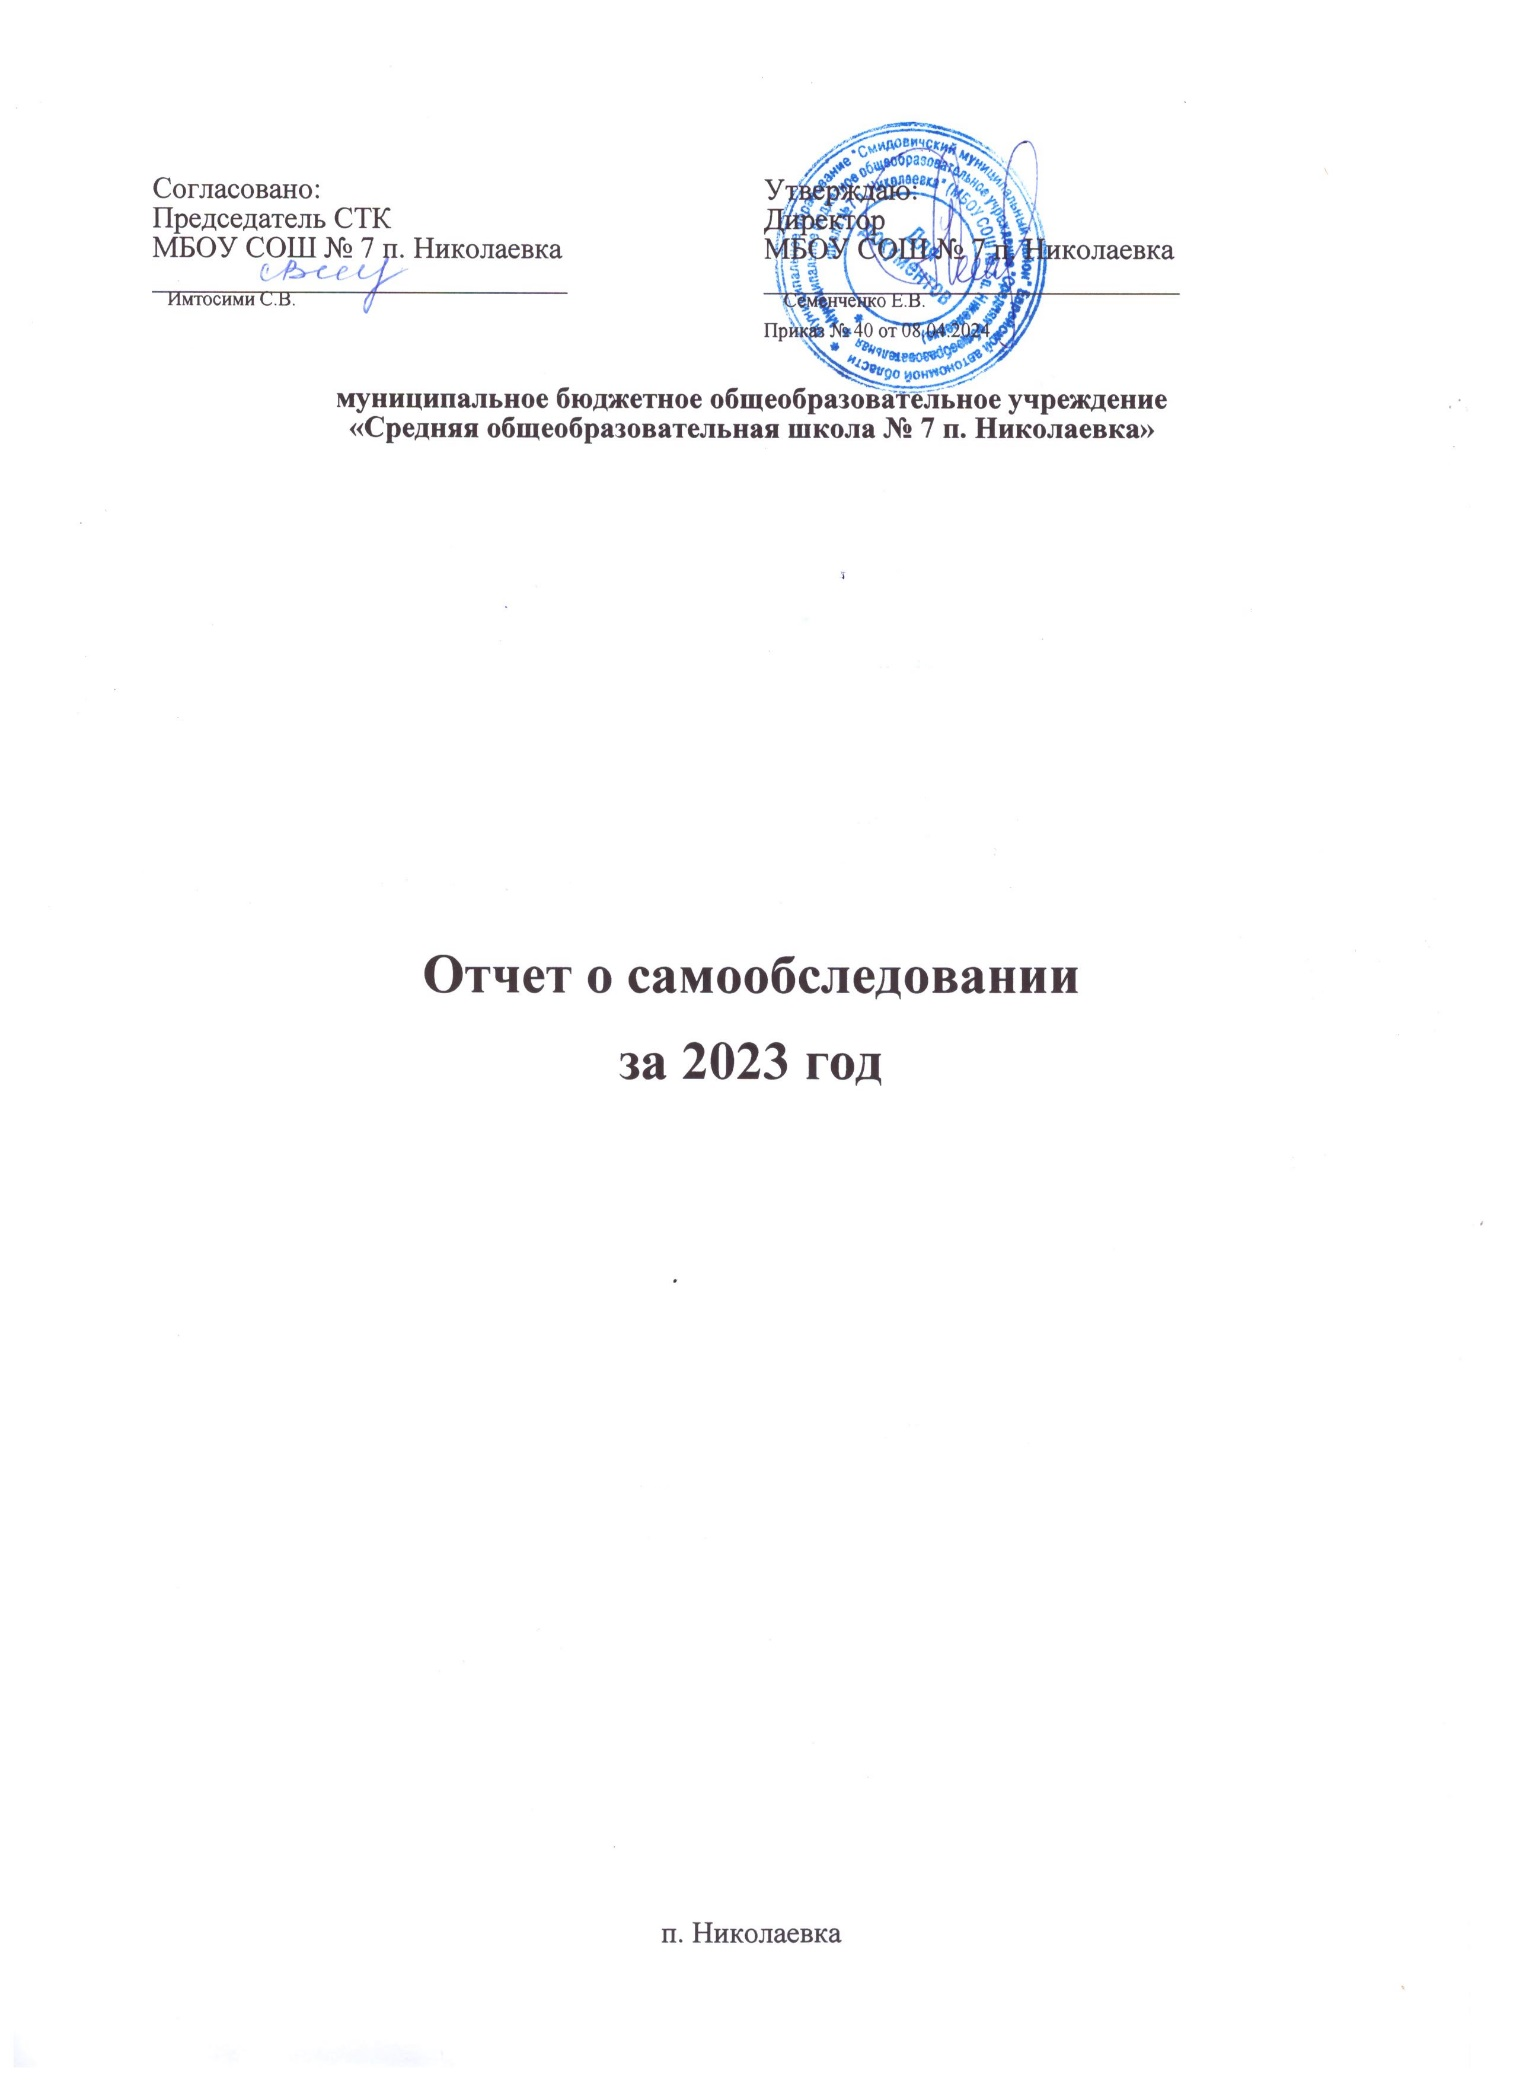 Согласовано:
Председатель СТК
МБОУ СОШ № 7 п. Николаевка
Имтосими С.В.
Утверждаю:
Директор
МБОУ СОШ № 7 п. Николаевка
Семенченко Е.В.
Приказ № 40 от 08.04.2024
Для
документов
муниципальное бюджетное общеобразовательное учреждение
«Средняя общеобразовательная школа № 7 п. Николаевка»
Отчет о самообследовании
за 2023 год
п. Николаевка